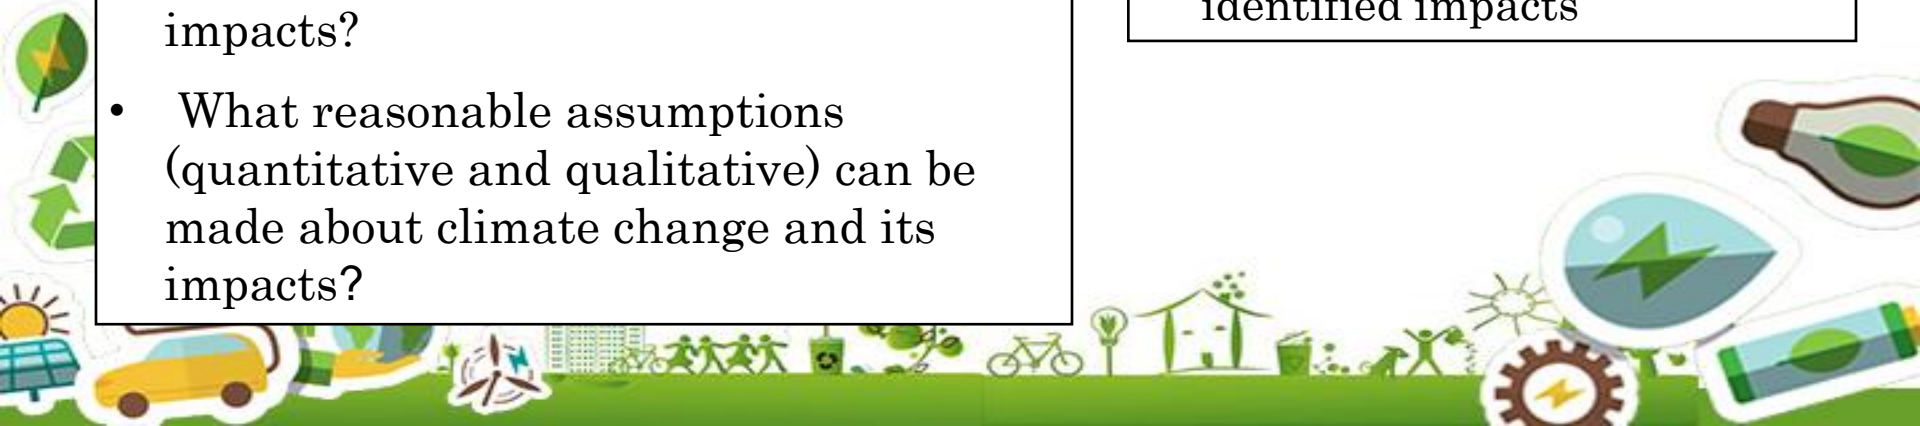 impacts?
• What reasonable assumptions
(quantitative and qualitative) can be
made about climate change and its
impacts?
identified impacts